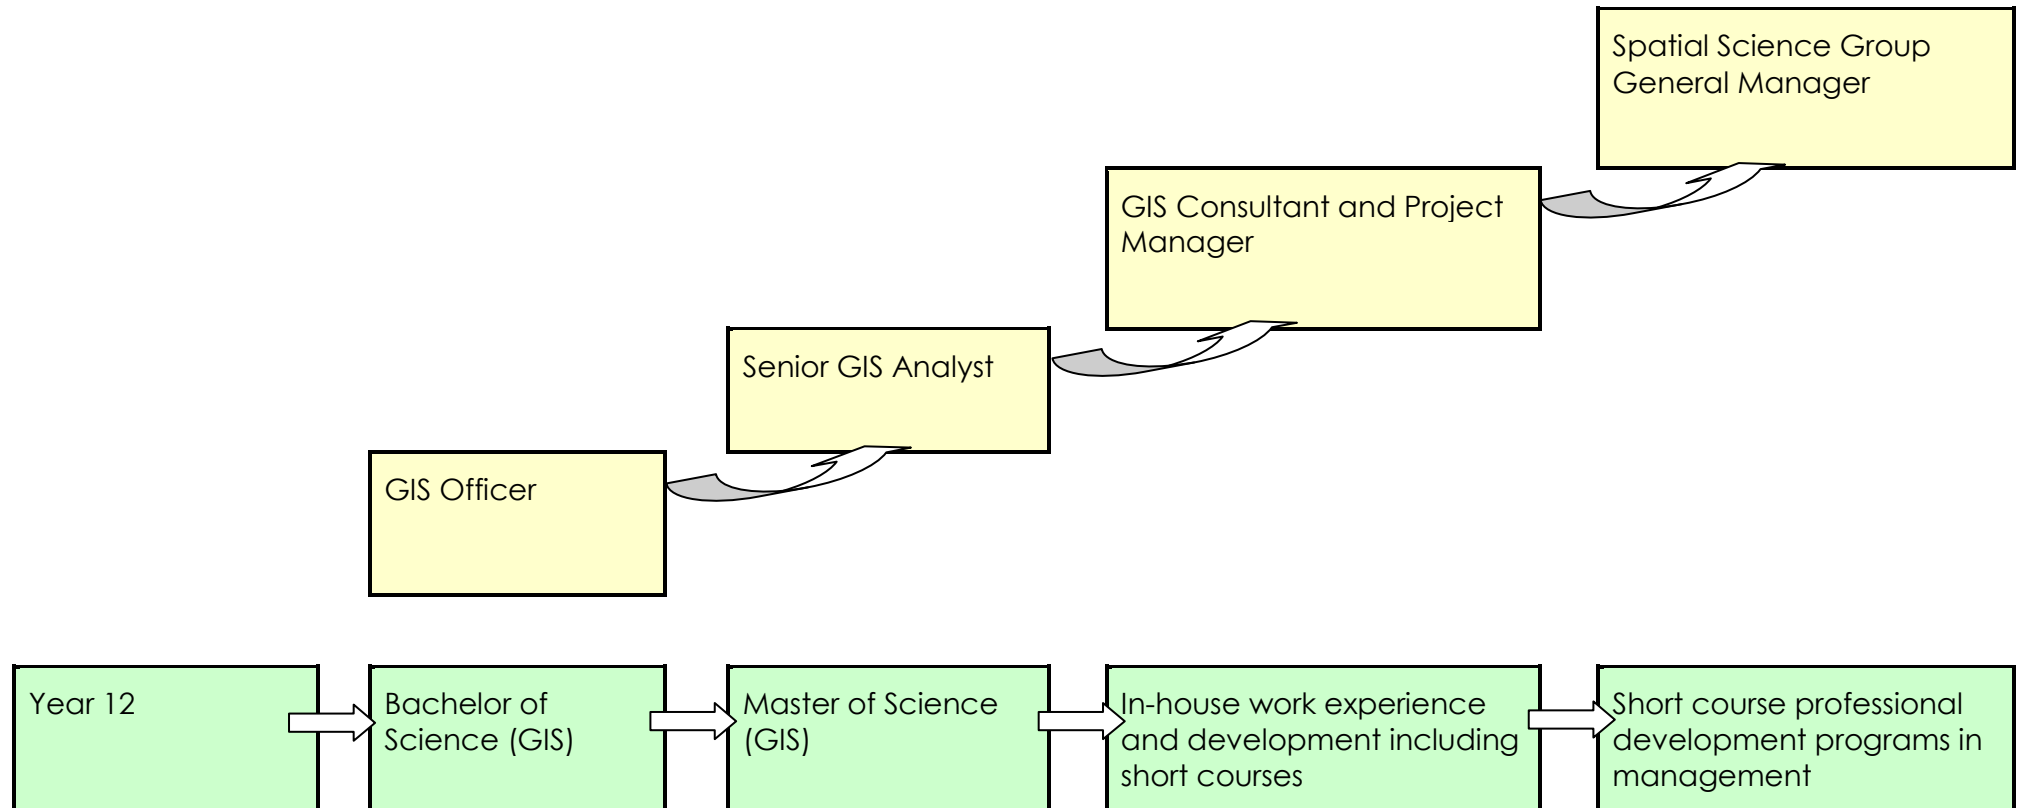 Spatial Science Group
General Manager
GIS Consultant and Project
Manager
Senior GIS Analyst
GIS Officer
Year 12
Bachelor of
Science (GIS)
Master of Science
(GIS)
In-house work experience
and development including
short courses
Short course professional
development programs in
management